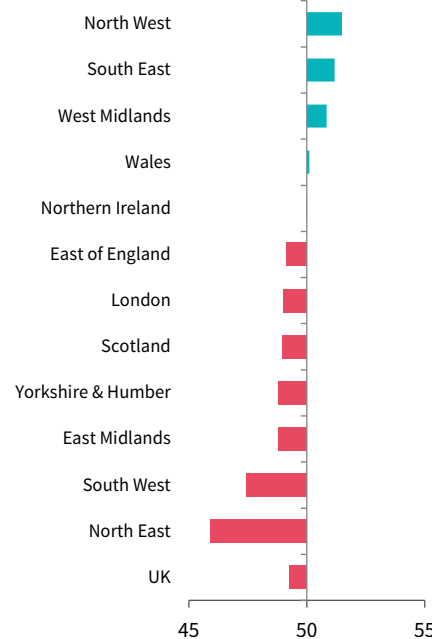 North West
South East
West Midlands
Wales
Northern Ireland
East of England
London
Scotland
Yorkshire & Humber
East Midlands
South West
North East
UK
45 50 55